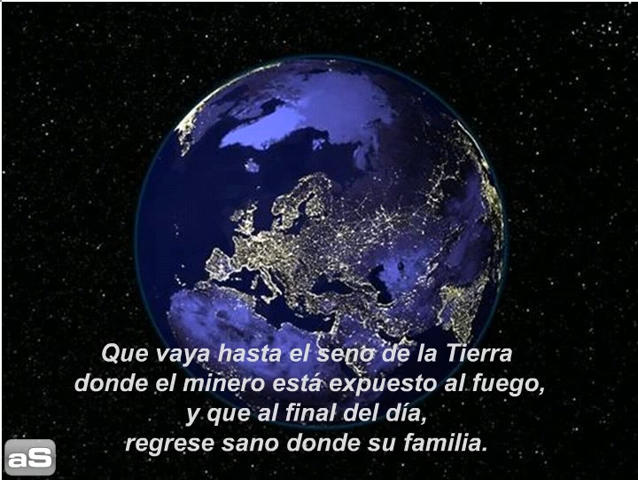 Que vaya hasta el seno de la Tierra
donde el minero está expuesto al fuego,
y que al final del día,
regrese sano donde su familia.
aS